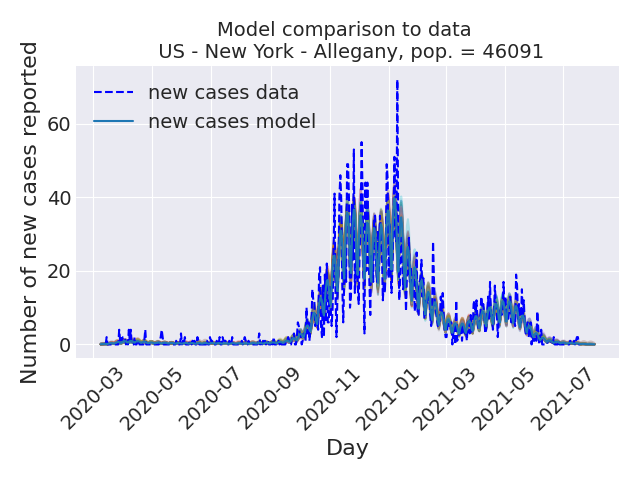 Model comparison to data
US - New York - Allegany, pop. = 46091
Number of new cases reported
new cases data
new cases model
60
40
20
0
2020-03
2020-05
2020-07
2020-09
2020-11
2021-01
2021-03
2021-05
2021-07
Day